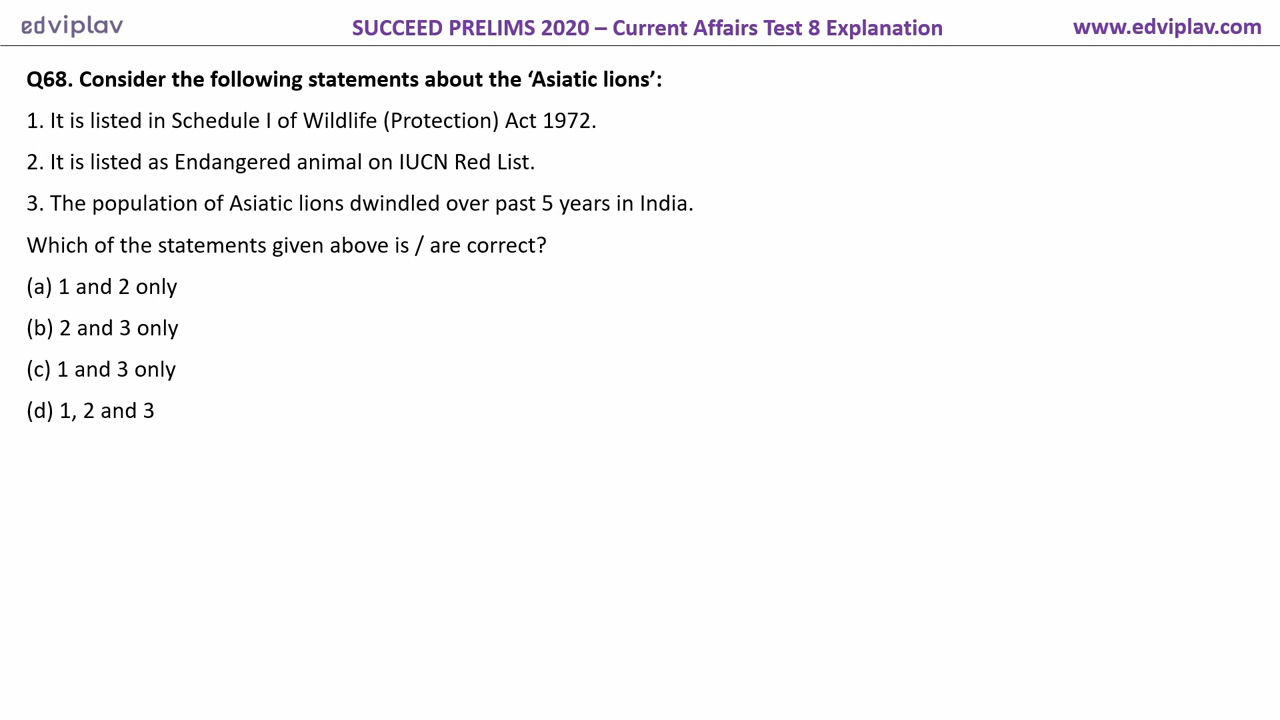 edviplav
SUCCEED PRELIMS 2020 – Current Affairs Test 8 Explanation
www.edviplav.com
Q68. Consider the following statements about the ‘Asiatic lions’:
1. It is listed in Schedule I of Wildlife (Protection) Act 1972.
2. It is listed as Endangered animal on IUCN Red List.
3. The population of Asiatic lions dwindled over past 5 years in India.
Which of the statements given above is / are correct?
(a) 1 and 2 only
(b) 2 and 3 only
(c) 1 and 3 only
(d) 1, 2 and 3